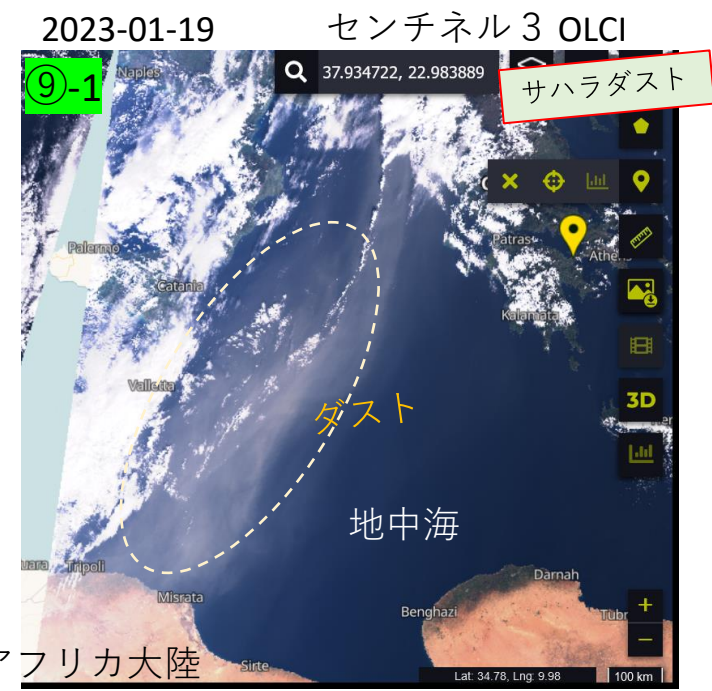 2023-01-19 センチネル３ OLCI
⑨-1
Naples
37.934722, 22.983889
サハラダスト
Palermo
Catania
Patras
Athens
Kalamata
Valletta
ダスト
3D
地中海
Tripoli
Misrata
Darnah
Benghazi
Tubr
アフリカ大陸
Sirte
Lat: 34.78, Lng: 9.98
100 km